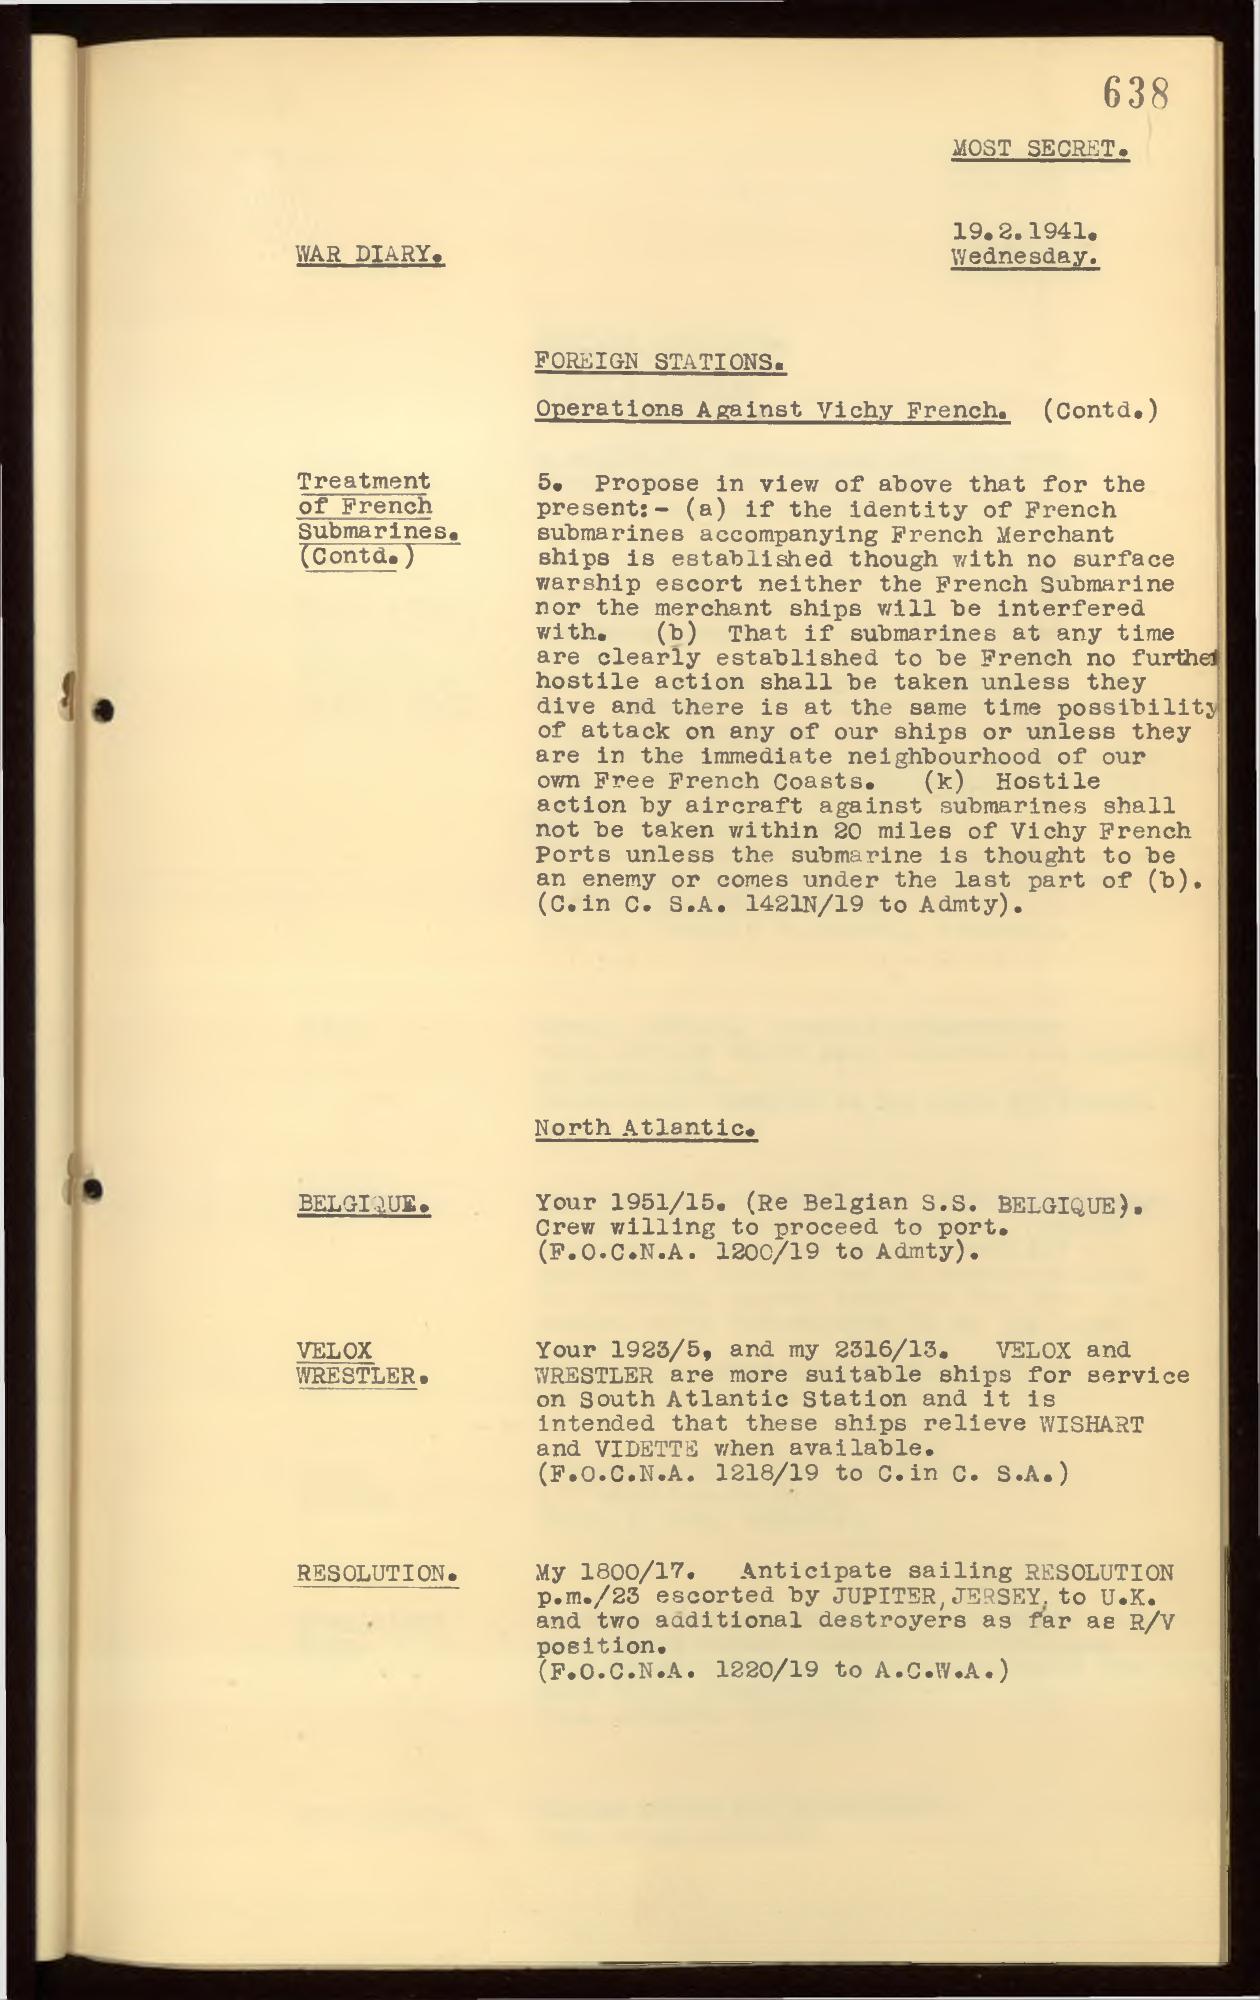 638
MOST SECRET.
19.2.1941.
WAR DIARY.
Wednesday.
FOREIGN STATIONS.
Operations Against Vichy French. (Contd.)
Treatment
of French
Submarines.
(Contd.)
5. Propose in view of above that for the
present:- (a) if the identity of French
submarines accompanying French Merchant
ships is established though with no surface
warship escort neither the French Submarine
nor the merchant ships will be interfered
with. (b) That if submarines at any time
are clearly established to be French no further
hostile action shall be taken unless they
dive and there is at the same time possibility
of attack on any of our ships or unless they
are in the immediate neighbourhood of our
own Free French Coasts. (k) Hostile
action by aircraft against submarines shall
not be taken within 20 miles of Vichy French
Ports unless the submarine is thought to be
an enemy or comes under the last part of (b).
(C.in C. S.A. 1421N/19 to Admty).
North Atlantic.
BELGIQUE.
Your 1951/15. (Re Belgian S.S. BELGIQUE).
Crew willing to proceed to port.
(F.O.C.N.A. 1200/19 to Admty).
VELOX
WRESTLER.
Your 1923/5, and my 2316/13. VELOX and
WRESTLER are more suitable ships for service
on South Atlantic Station and it is
intended that these ships relieve WISHART
and VIDETTE when available.
(F.O.C.N.A. 1218/19 to C.in C. S.A.)
RESOLUTION.
My 1800/17. Anticipate sailing RESOLUTION
p.m./23 escorted by JUPITER, JERSEY, to U.K.
and two additional destroyers as far as R/V
position.
(F.O.C.N.A. 1220/19 to A.C.W.A.)